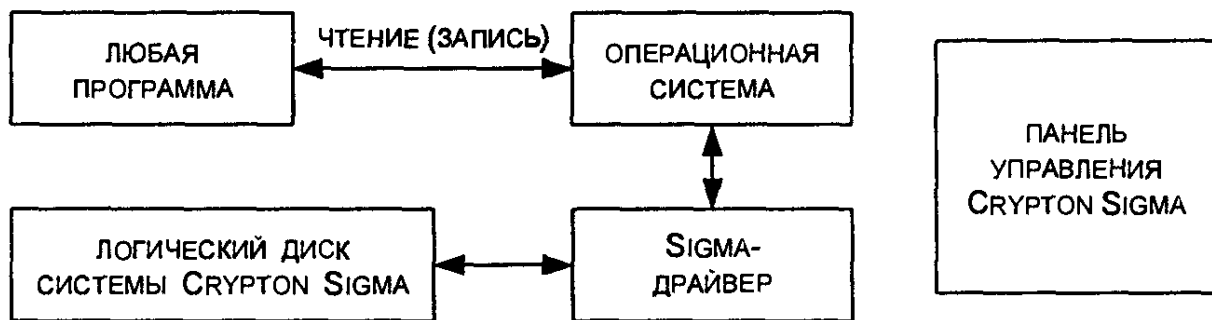 ЛЮБАЯ
ПРОГРАММА
ЧТЕНИЕ (ЗАПИСЬ)
ОПЕРАЦИОННАЯ
СИСТЕМА
ПАНЕЛЬ
УПРАВЛЕНИЯ
CRYPTON SIGMA
ЛОГИЧЕСКИЙ ДИСК
СИСТЕМЫ CRYPTON SIGMA
SIGMA-
ДРАЙВЕР